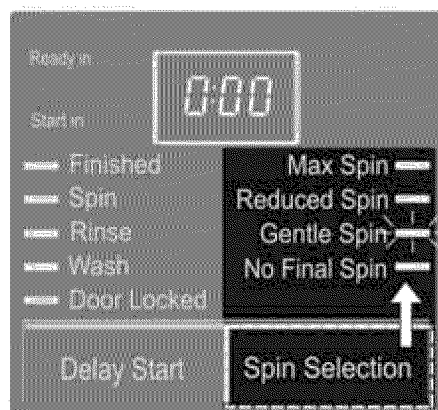 Ready in
0:00
Start in
Finished
Spin
Rinse
Wash
Door Locked
Max Spin
Reduced Spin
Gentle Spin
No Final Spin
Delay Start
Spin Selection